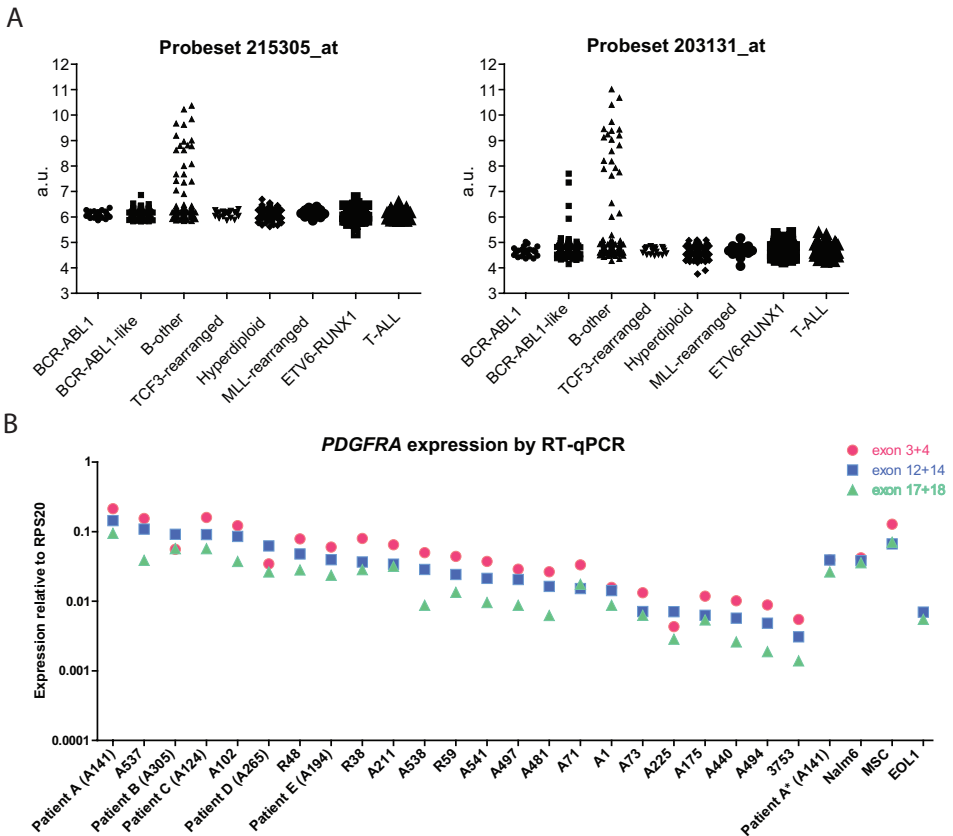 A
Probeset 215305_at
Probeset 203131_at
a.u.
12
11
10
9
8
7
6
5
4
3
BCR-ABL1
BCR-ABL1-like
B-other
TCF3-rearranged
Hyperdiploid
MLL-rearranged
ETV6-RUNX1
T-ALL
a.u.
12
11
10
9
8
7
6
5
4
3
BCR-ABL1
BCR-ABL1-like
B-other
TCF3-rearranged
Hyperdiploid
MLL-rearranged
ETV6-RUNX1
T-ALL
B
PDGFRA expression by RT-qPCR
exon 3+4
exon 12+14
exon 17+18
Expression relative to RPS20
1
0.1
0.01
0.001
0.0001
Patient A (A141)
A537
Patient B (A305)
Patient C (A124)
A102
Patient D (A265)
R48
Patient E (A194)
R38
A211
A538
R59
A541
A497
A481
A71
A1
A73
A225
A175
A440
A494
3753
Patient A* (A141)
Nalm6
MSC
EOL1